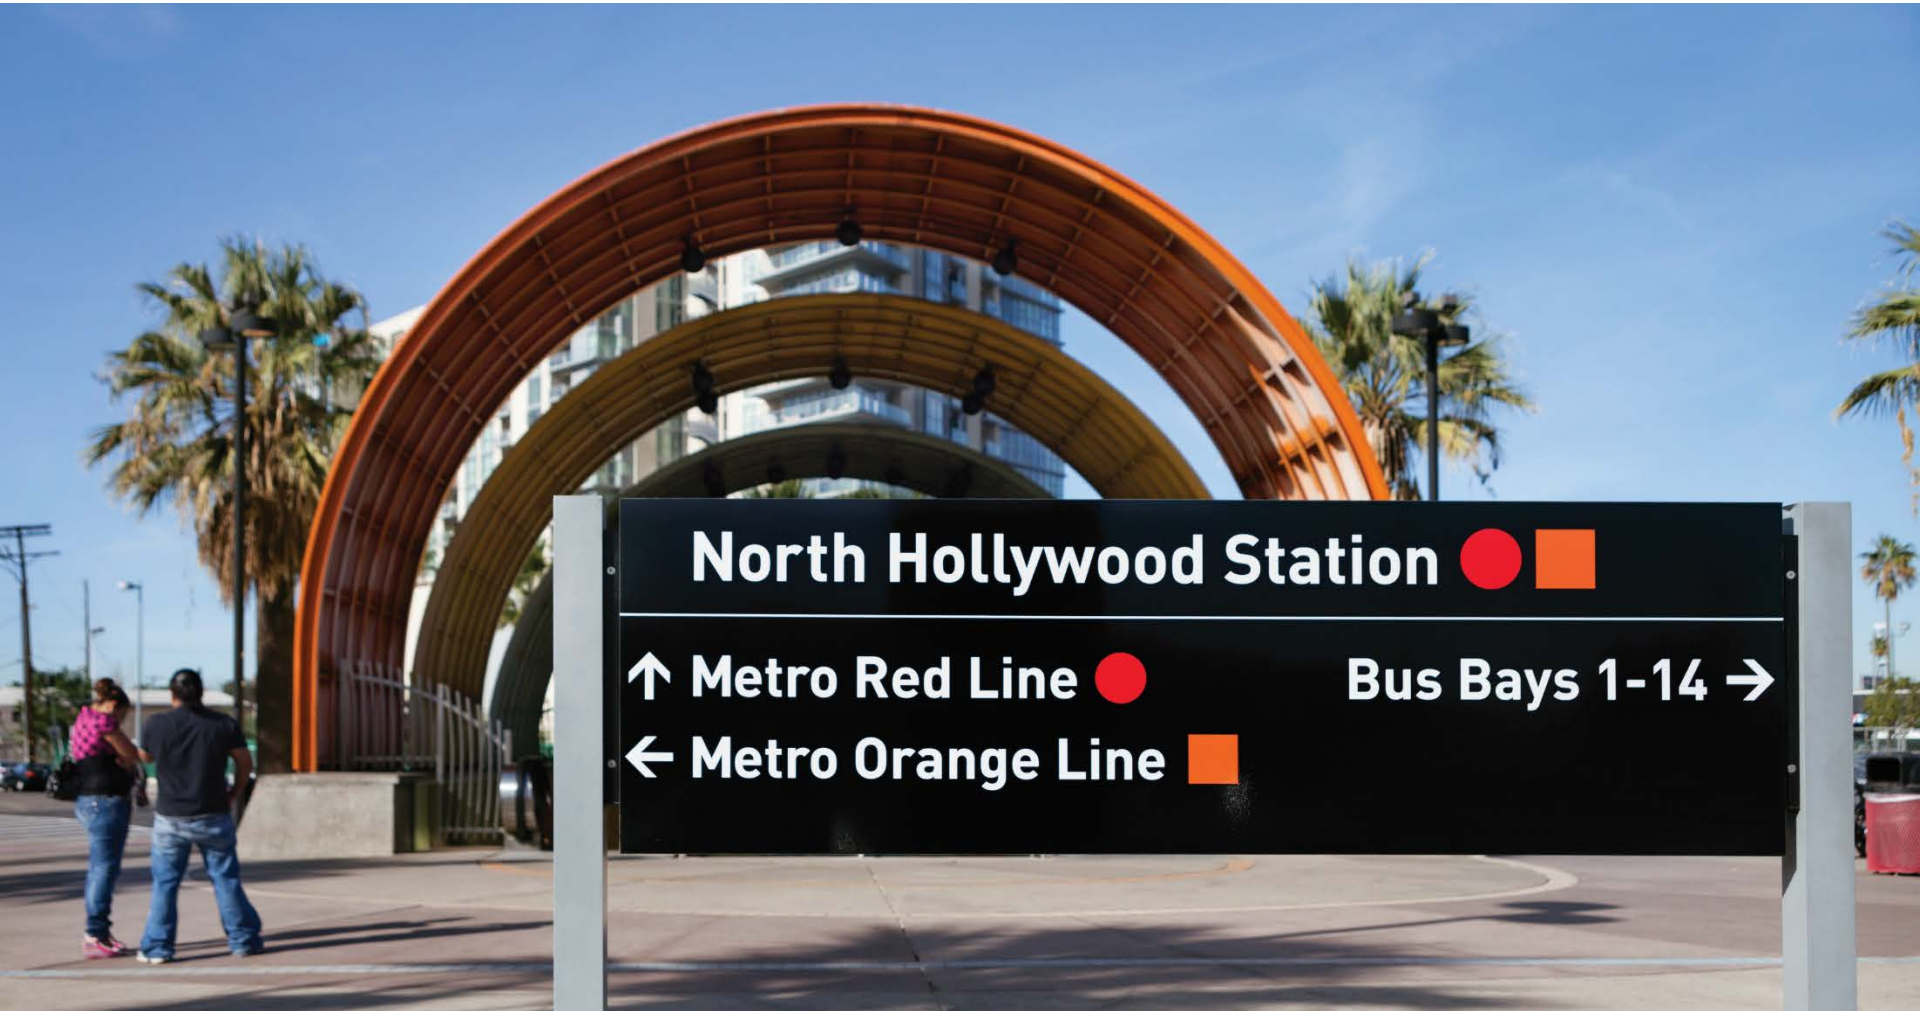 North Hollywood Station
↑ Metro Red Line
← Metro Orange Line
Bus Bays 1-14 →